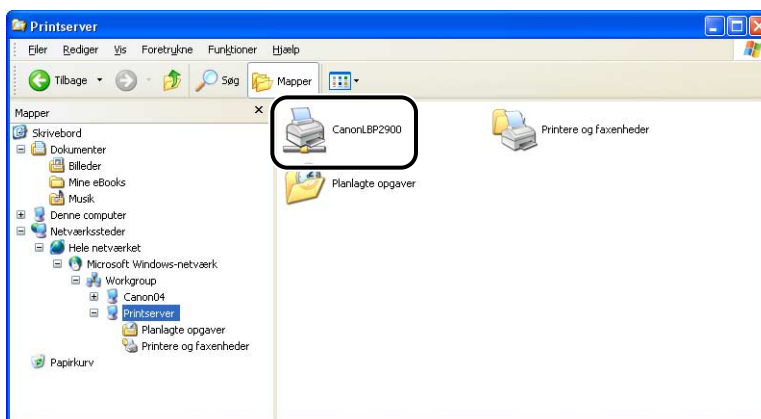 Printserver
Filer Rediger Vis Foretrykne Funktioner Hjælp
Tilbage Søg Mapper
Mapper
Skrivebord
Dokumenter
Billeder
Mine eBooks
Musik
Denne computer
Netværkssteder
Hele netværket
Microsoft Windows-netværk
Workgroup
Canon04
Printserver
Planlagte opgaver
Printere og faxenheder
Papirkurv
CanonLBP2900
Printere og faxenheder
Planlagte opgaver